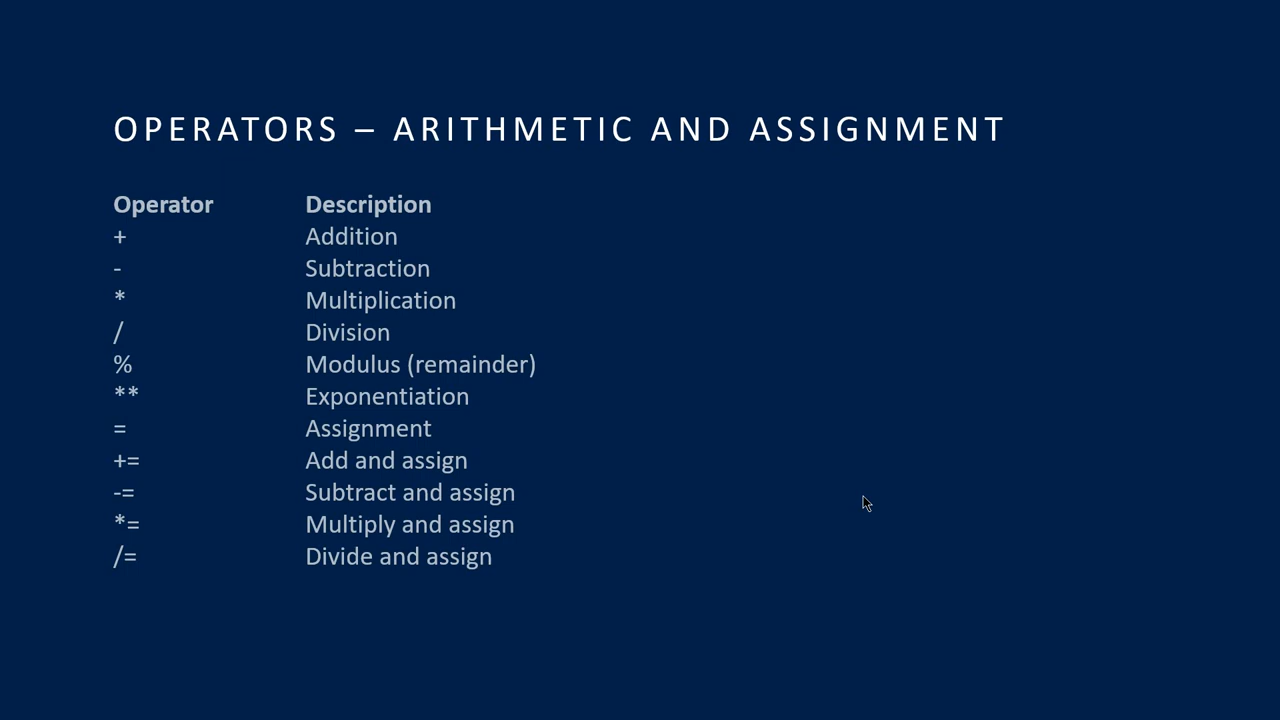 OPERATORS – ARITHMETIC AND ASSIGNMENT
Operator Description
+ Addition
- Subtraction
* Multiplication
/ Division
% Modulus (remainder)
** Exponentiation
= Assignment
+= Add and assign
-= Subtract and assign
*= Multiply and assign
/= Divide and assign